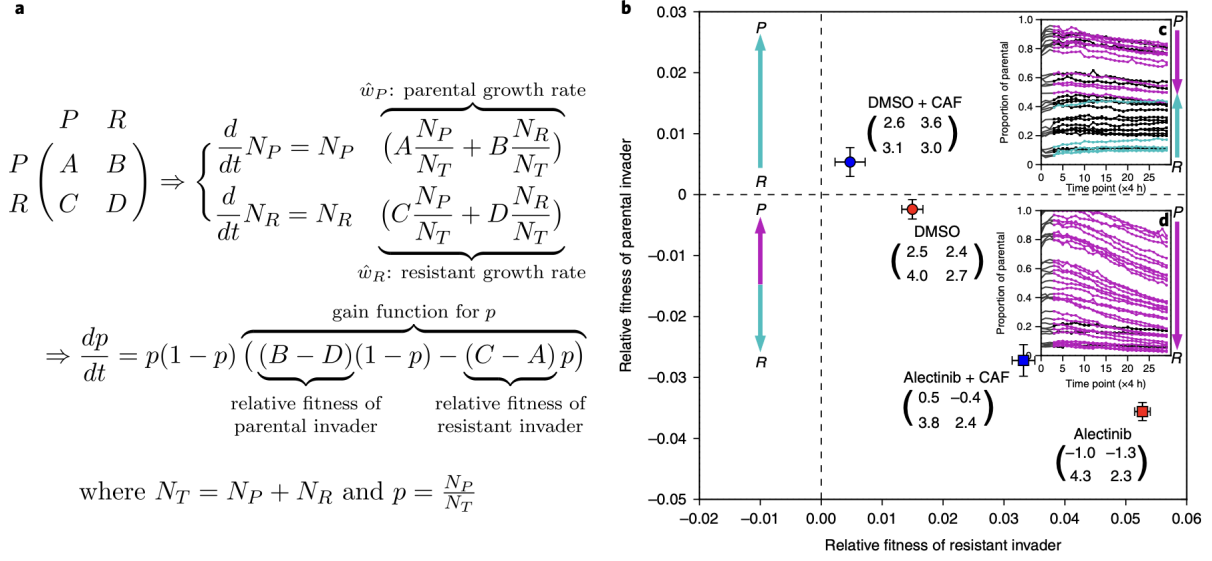 a
P R
P ( A B )
R ( C D )
⇒
ŵ_P: parental growth rate
d/dt N_P = N_P (A N_P/N_T + B N_R/N_T)
d/dt N_R = N_R (C N_P/N_T + D N_R/N_T)
ŵ_R: resistant growth rate
gain function for p
⇒ dp/dt = p(1 − p) ( (B − D)(1 − p) − (C − A) p )
relative fitness of
parental invader
relative fitness of
resistant invader
where N_T = N_P + N_R and p = N_P/N_T
b
Relative fitness of parental invader
0.03
0.02
0.01
0
−0.01
−0.02
−0.03
−0.04
−0.05
−0.02 −0.01 0.00 0.01 0.02 0.03 0.04 0.05 0.06
Relative fitness of resistant invader
P
R
P
R
DMSO + CAF
2.6 3.6
3.1 3.0
DMSO
2.5 2.4
4.0 2.7
Alectinib + CAF
0.5 −0.4
3.8 2.4
Alectinib
−1.0 −1.3
4.3 2.3
c
Proportion of parental
1.0
0.8
0.6
0.4
0.2
0 5 10 15 20 25
Time point (×4 h)
P
R
d
Proportion of parental
1.0
0.8
0.6
0.4
0.2
0
0 5 10 15 20 25
Time point (×4 h)
P
R